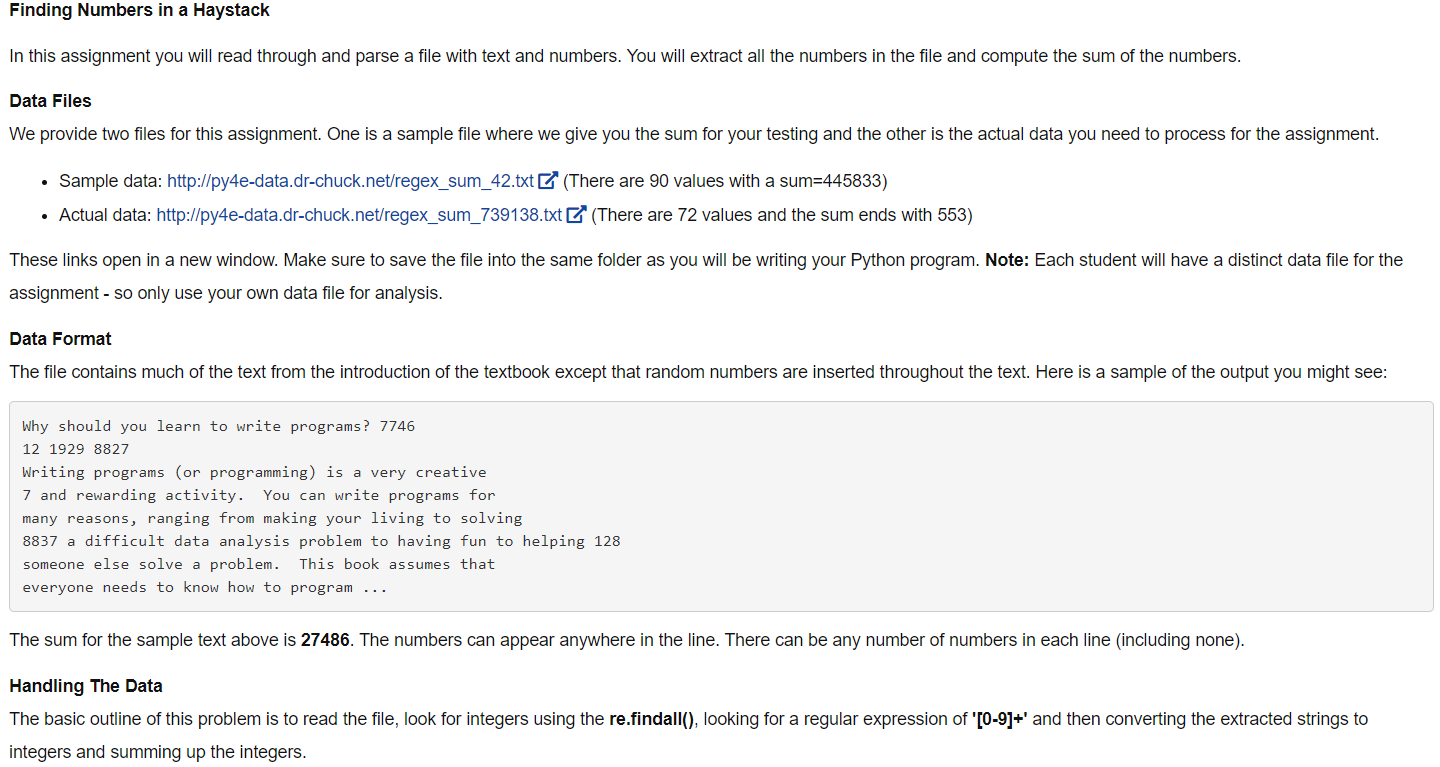 Finding Numbers in a Haystack
In this assignment you will read through and parse a file with text and numbers. You will extract all the numbers in the file and compute the sum of the numbers.
Data Files
We provide two files for this assignment. One is a sample file where we give you the sum for your testing and the other is the actual data you need to process for the assignment.
• Sample data: http://py4e-data.dr-chuck.net/regex_sum_42.txt (There are 90 values with a sum=445833)
• Actual data: http://py4e-data.dr-chuck.net/regex_sum_739138.txt (There are 72 values and the sum ends with 553)
These links open in a new window. Make sure to save the file into the same folder as you will be writing your Python program. Note: Each student will have a distinct data file for the
assignment - so only use your own data file for analysis.
Data Format
The file contains much of the text from the introduction of the textbook except that random numbers are inserted throughout the text. Here is a sample of the output you might see:
Why should you learn to write programs? 7746
12 1929 8827
Writing programs (or programming) is a very creative
7 and rewarding activity.  You can write programs for
many reasons, ranging from making your living to solving
8837 a difficult data analysis problem to having fun to helping 128
someone else solve a problem.  This book assumes that
everyone needs to know how to program ...
The sum for the sample text above is 27486. The numbers can appear anywhere in the line. There can be any number of numbers in each line (including none).
Handling The Data
The basic outline of this problem is to read the file, look for integers using the re.findall(), looking for a regular expression of '[0-9]+' and then converting the extracted strings to
integers and summing up the integers.